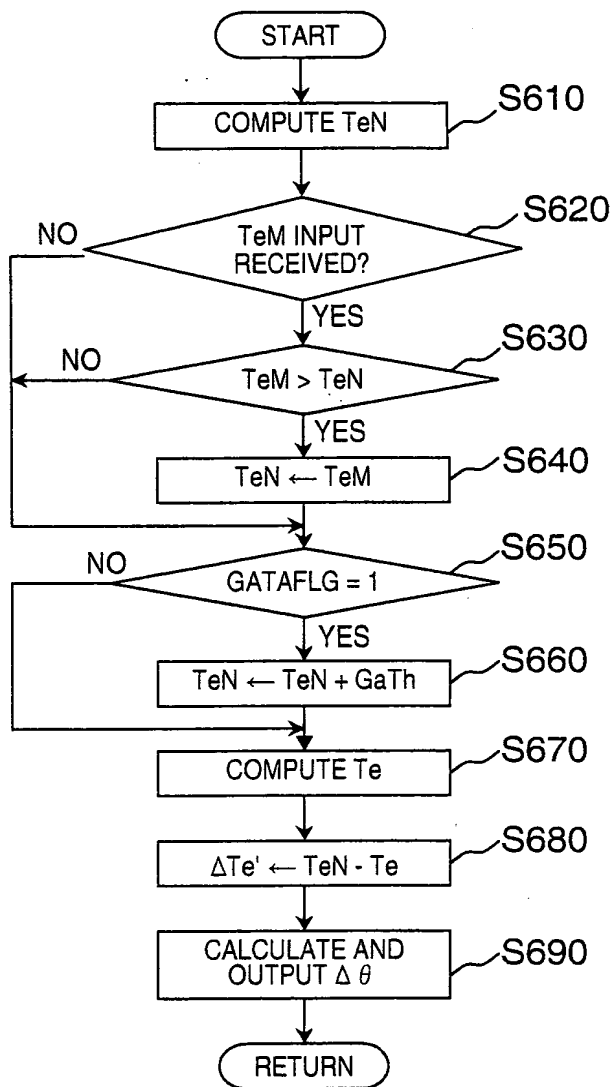 START
COMPUTE TeN
S610
TeM INPUT
RECEIVED?
S620
NO
YES
TeM > TeN
S630
NO
YES
TeN ← TeM
S640
GATAFLG = 1
S650
NO
YES
TeN ← TeN + GaTh
S660
COMPUTE Te
S670
ΔTe' ← TeN - Te
S680
CALCULATE AND
OUTPUT Δ θ
S690
RETURN